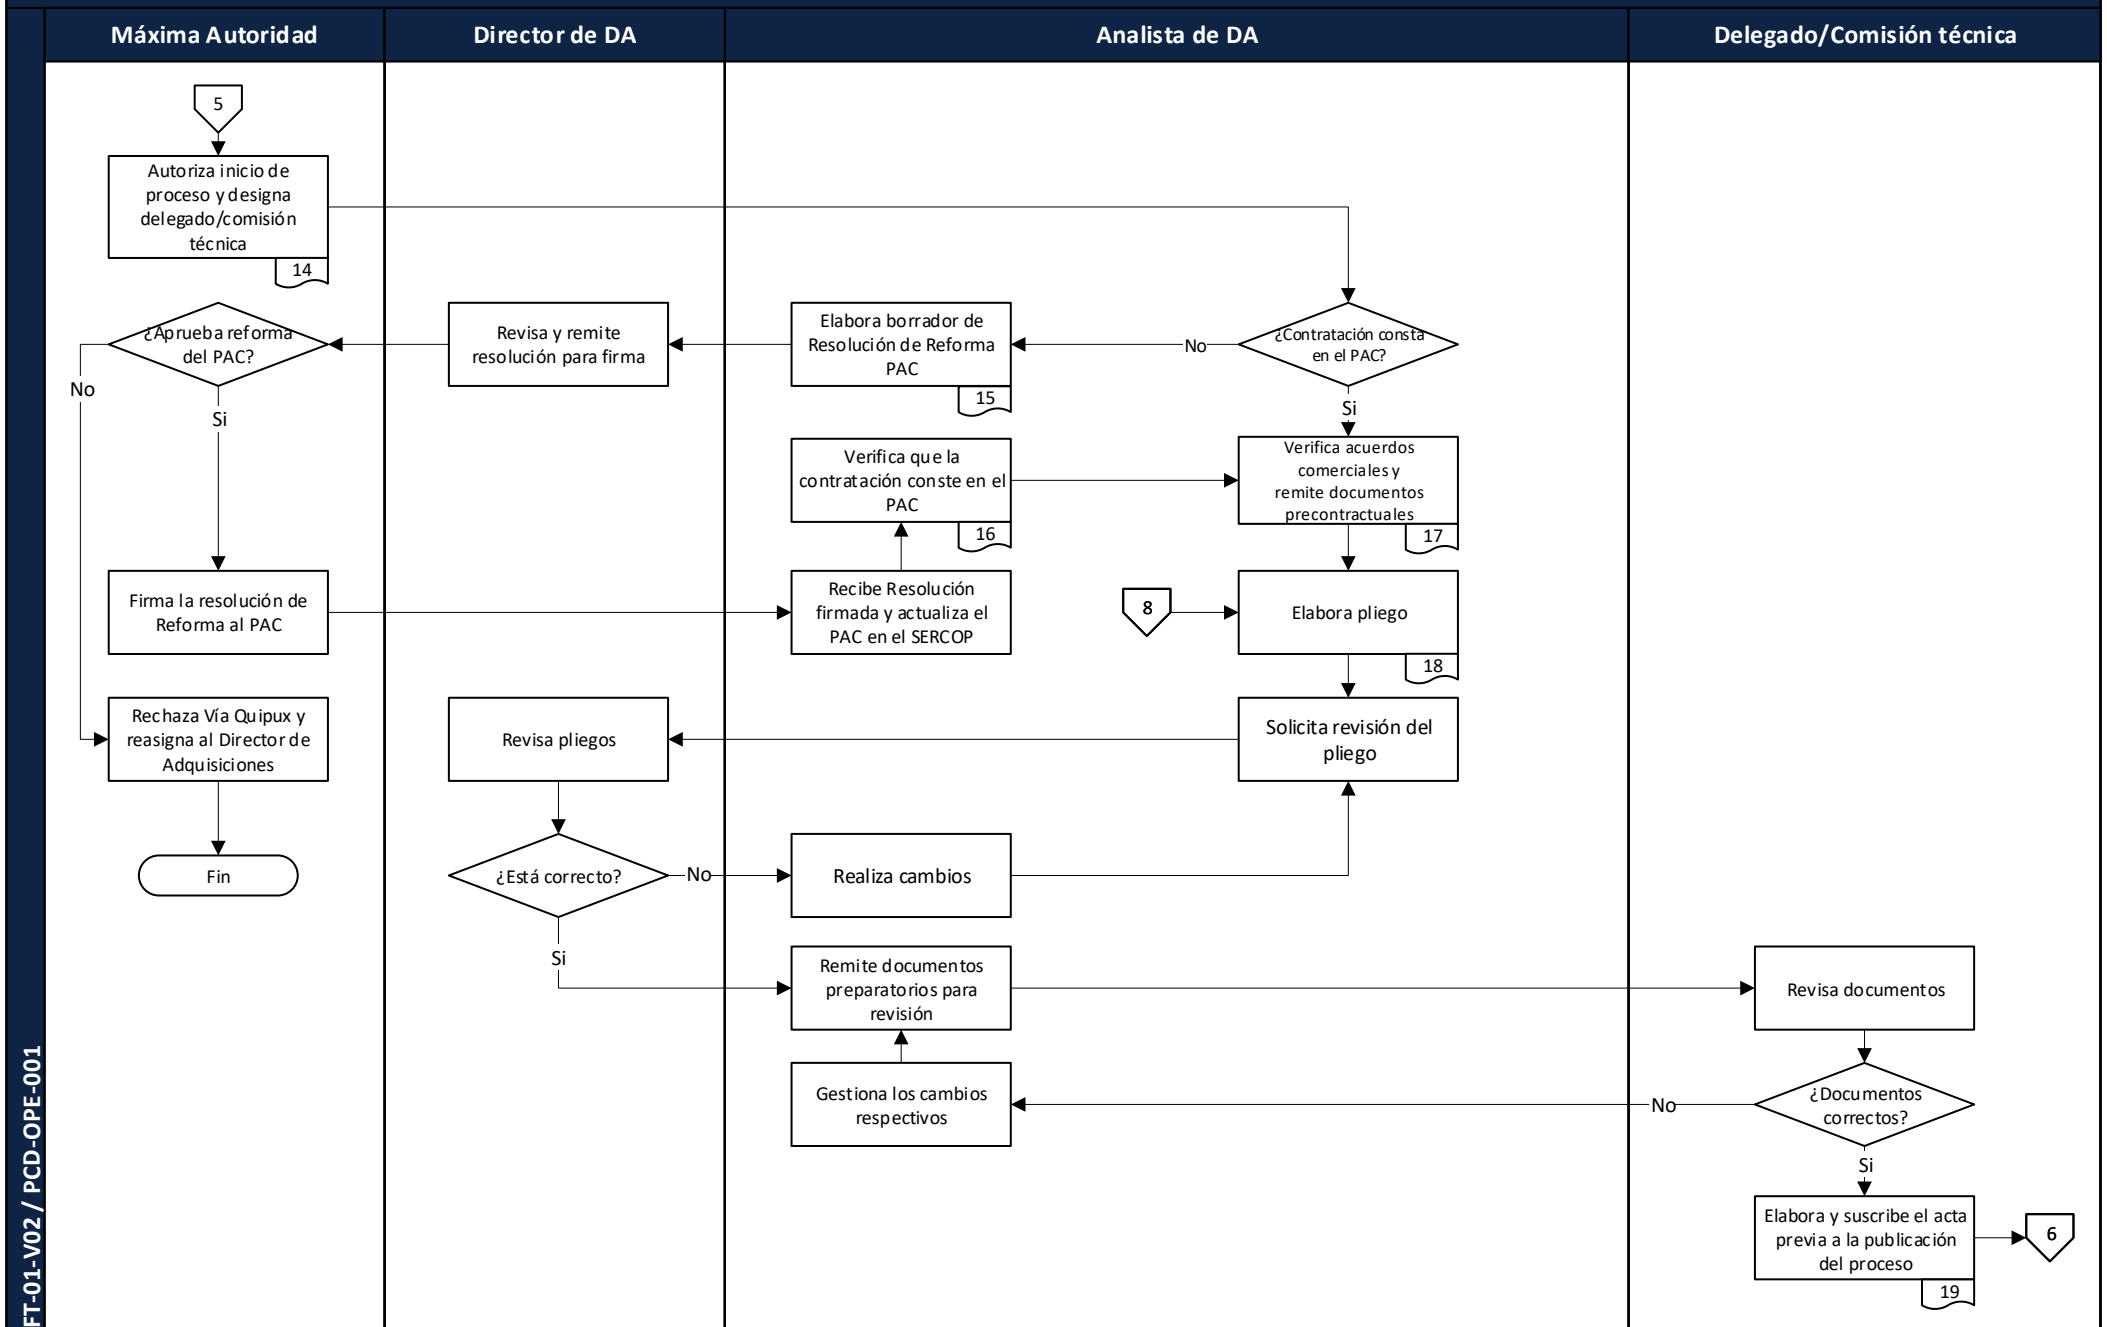 Máxima Autoridad
Director de DA
Analista de DA
Delegado/Comisión técnica
5
Autoriza inicio de
proceso y designa
delegado/comisión
técnica
14
¿Aprueba reforma
del PAC?
No
Si
Revisa y remite
resolución para firma
Elabora borrador de
Resolución de Reforma
PAC
15
No
¿Contratación consta
en el PAC?
Si
Verifica que la
contratación conste en el
PAC
16
Verifica acuerdos
comerciales y
remite documentos
precontractuales
17
Firma la resolución de
Reforma al PAC
Recibe Resolución
firmada y actualiza el
PAC en el SERCOP
8
Elabora pliego
18
Rechaza Vía Quipux y
reasigna al Director de
Adquisiciones
Revisa pliegos
Solicita revisión del
pliego
Fin
¿Está correcto?
No
Realiza cambios
Si
Remite documentos
preparatorios para
revisión
Revisa documentos
Gestiona los cambios
respectivos
No
¿Documentos
correctos?
Si
Elabora y suscribe el acta
previa a la publicación
del proceso
19
6
FT-01-V02 / PCD-OPE-001